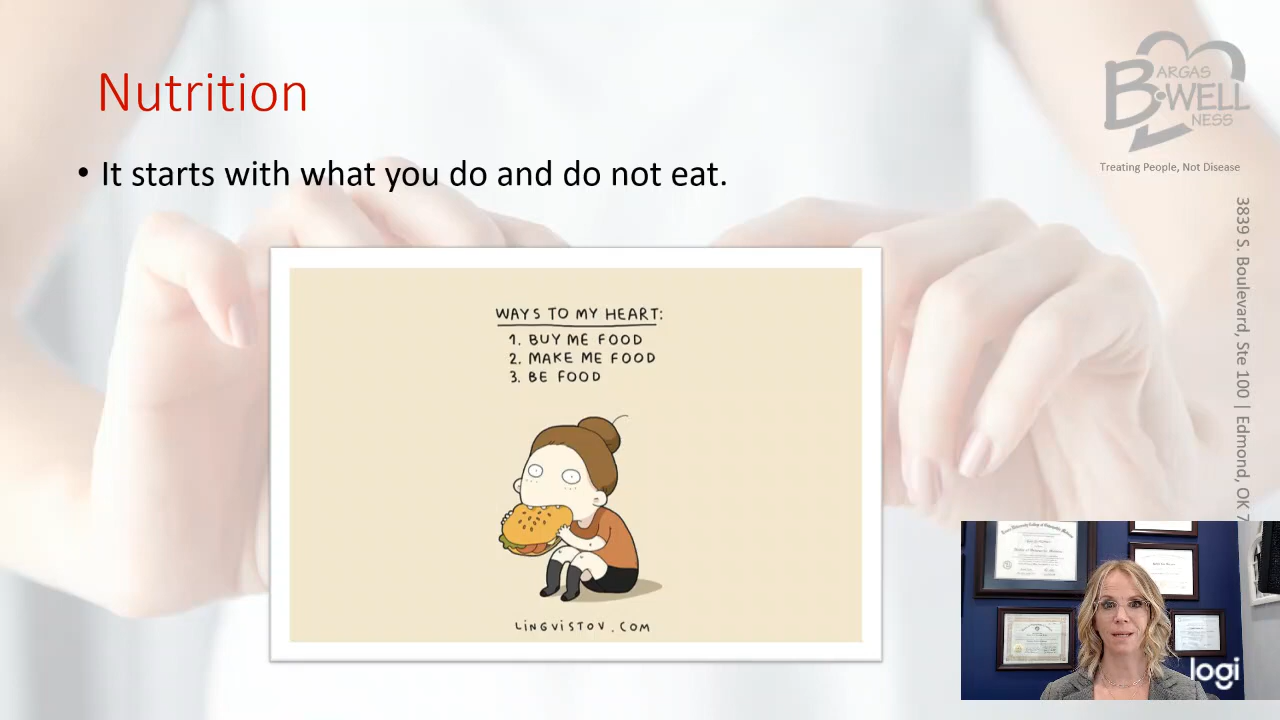 Nutrition
• It starts with what you do and do not eat.
WAYS TO MY HEART:
1. BUY ME FOOD
2. MAKE ME FOOD
3. BE FOOD
LiNGViSTOV.COM
BARGAS
B•WELL
NESS
Treating People, Not Disease
3839 S. Boulevard, Ste 100 | Edmond, OK 7
logi